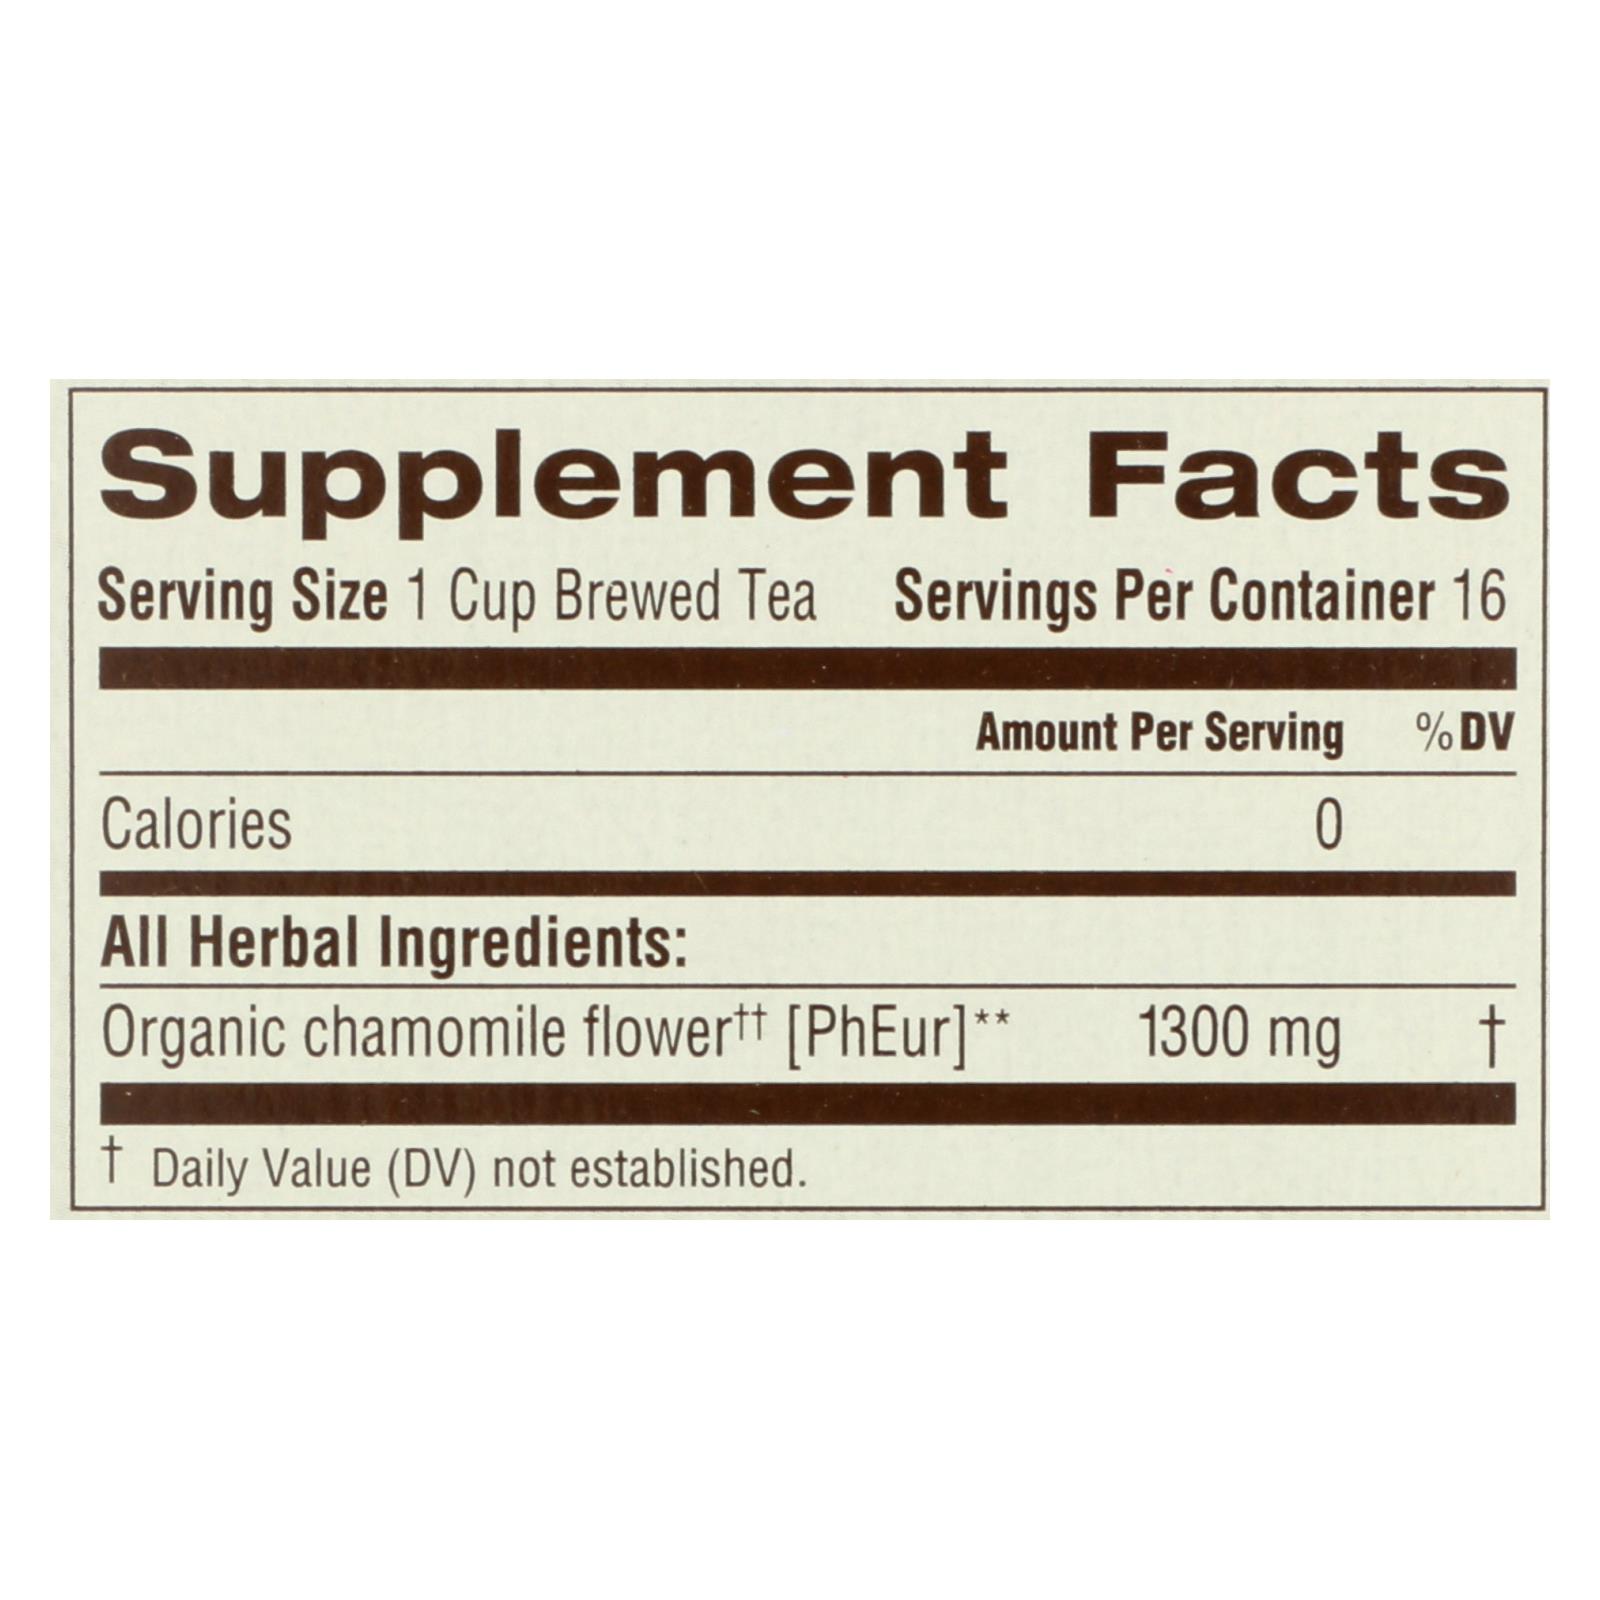 Supplement Facts
Serving Size 1 Cup Brewed Tea Servings Per Container 16
Amount Per Serving %DV
Calories 0
All Herbal Ingredients:
Organic chamomile flower†† [PhEur]** 1300 mg †
† Daily Value (DV) not established.